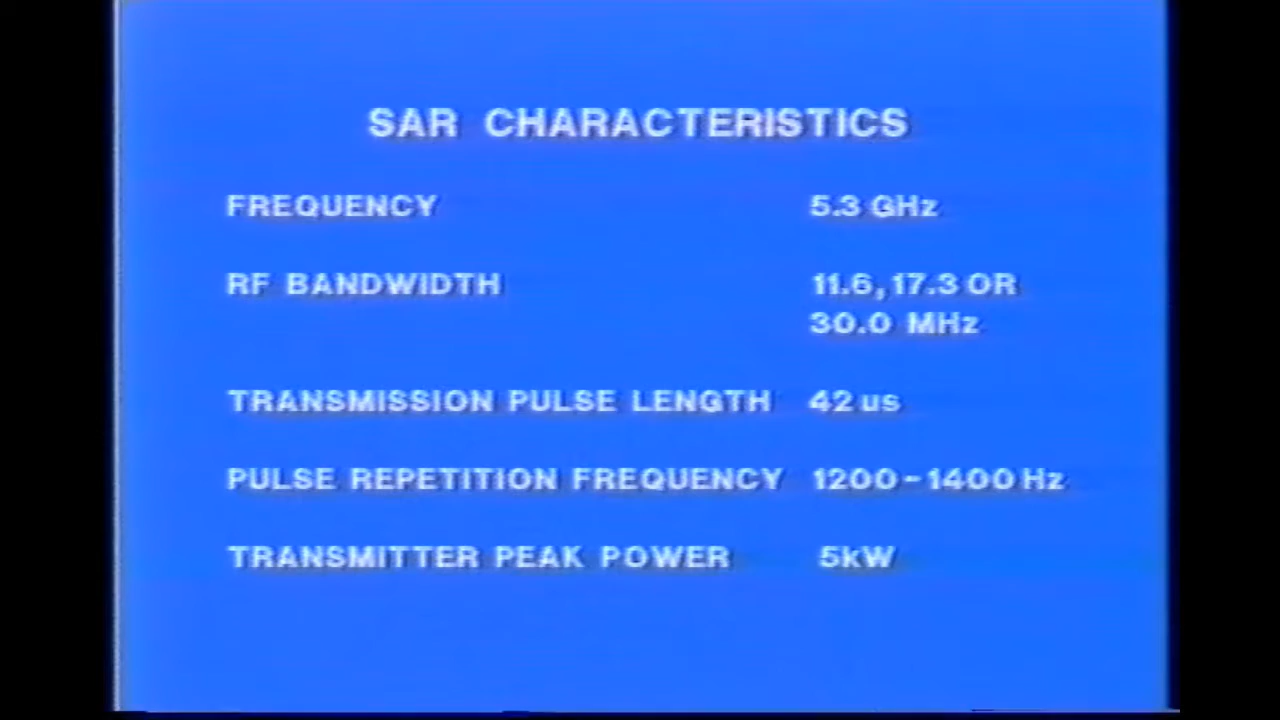 SAR CHARACTERISTICS
FREQUENCY 5.3 GHz
RF BANDWIDTH 11.6, 17.3 OR
30.0 MHz
TRANSMISSION PULSE LENGTH 42 us
PULSE REPETITION FREQUENCY 1200-1400 Hz
TRANSMITTER PEAK POWER 5kW